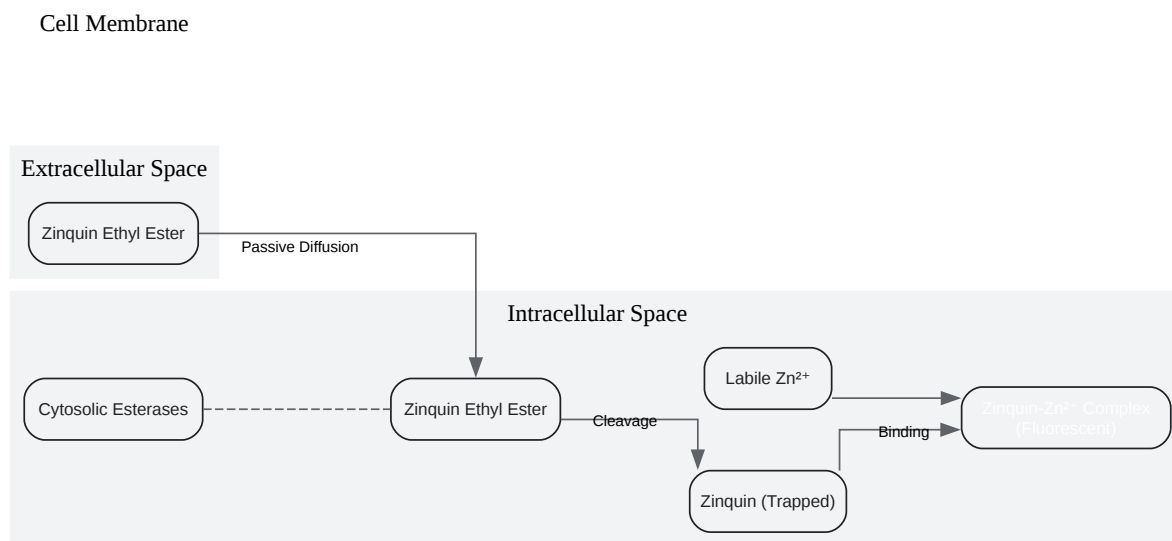 Cell Membrane
Extracellular Space
Zinquin Ethyl Ester
Passive Diffusion
Intracellular Space
Labile Zn²⁺
Cytosolic Esterases
Zinquin Ethyl Ester
Cleavage
Zinquin-Zn²⁺ Complex
(Fluorescent)
Binding
Zinquin (Trapped)